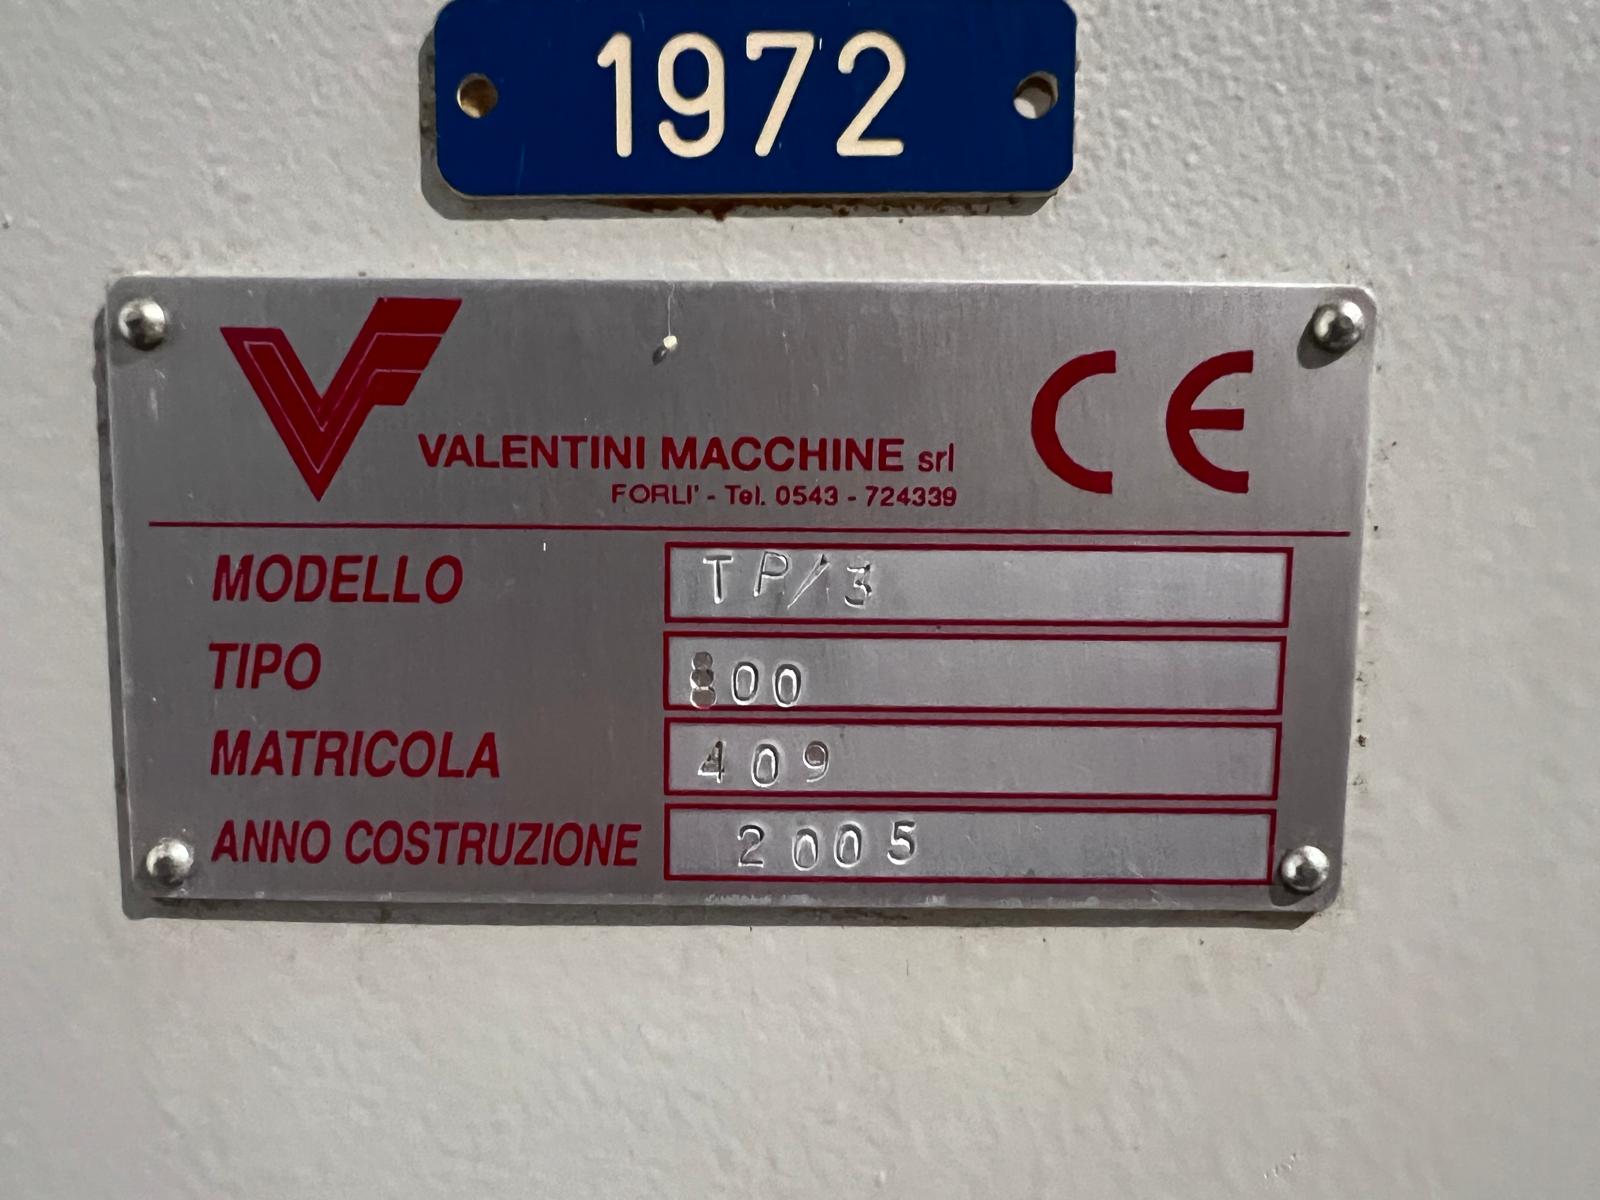 1972
VALENTINI MACCHINE srl
FORLI' - Tel. 0543 - 724339
CE
MODELLO TP/3
TIPO 800
MATRICOLA 409
ANNO COSTRUZIONE 2005